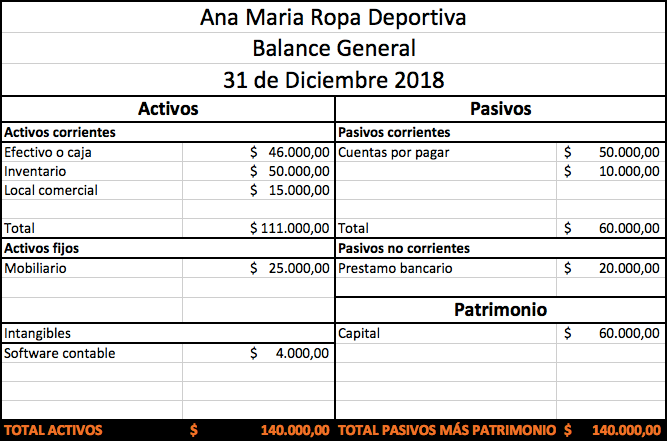 Ana Maria Ropa Deportiva
Balance General
31 de Diciembre 2018
Activos Pasivos
Activos corrientes Pasivos corrientes
Efectivo o caja $ 46.000,00 Cuentas por pagar $ 50.000,00
Inventario $ 50.000,00 $ 10.000,00
Local comercial $ 15.000,00
Total $ 111.000,00 Total $ 60.000,00
Activos fijos Pasivos no corrientes
Mobiliario $ 25.000,00 Prestamo bancario $ 20.000,00
Patrimonio
Intangibles Capital $ 60.000,00
Software contable $ 4.000,00
TOTAL ACTIVOS $ 140.000,00 TOTAL PASIVOS MÁS PATRIMONIO $ 140.000,00